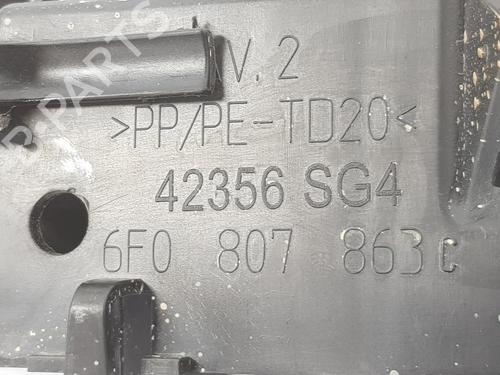 V. 2
>PP/PE-TD20<
42356 SG4
6F0 807 863 C